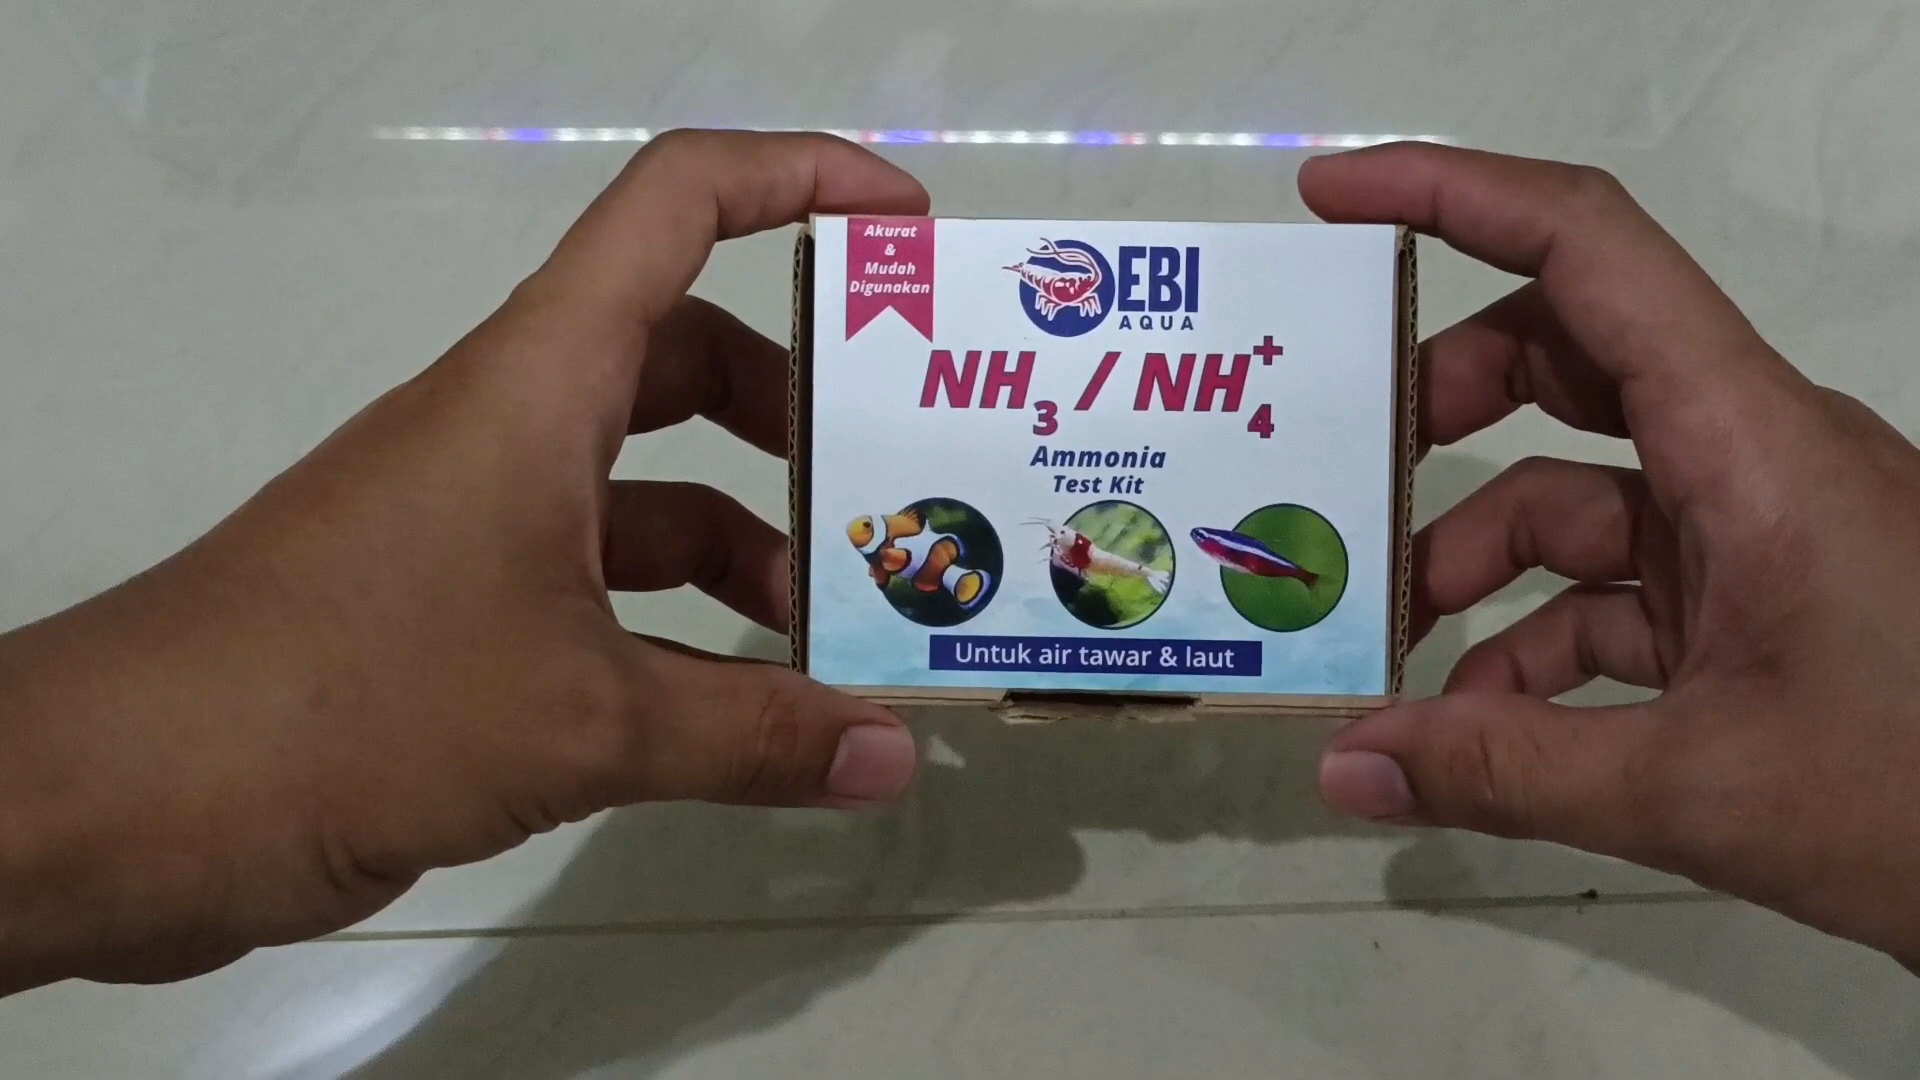 Akurat
&
Mudah
Digunakan
EBI
AQUA
NH₃ / NH₄⁺
Ammonia
Test Kit
Untuk air tawar & laut